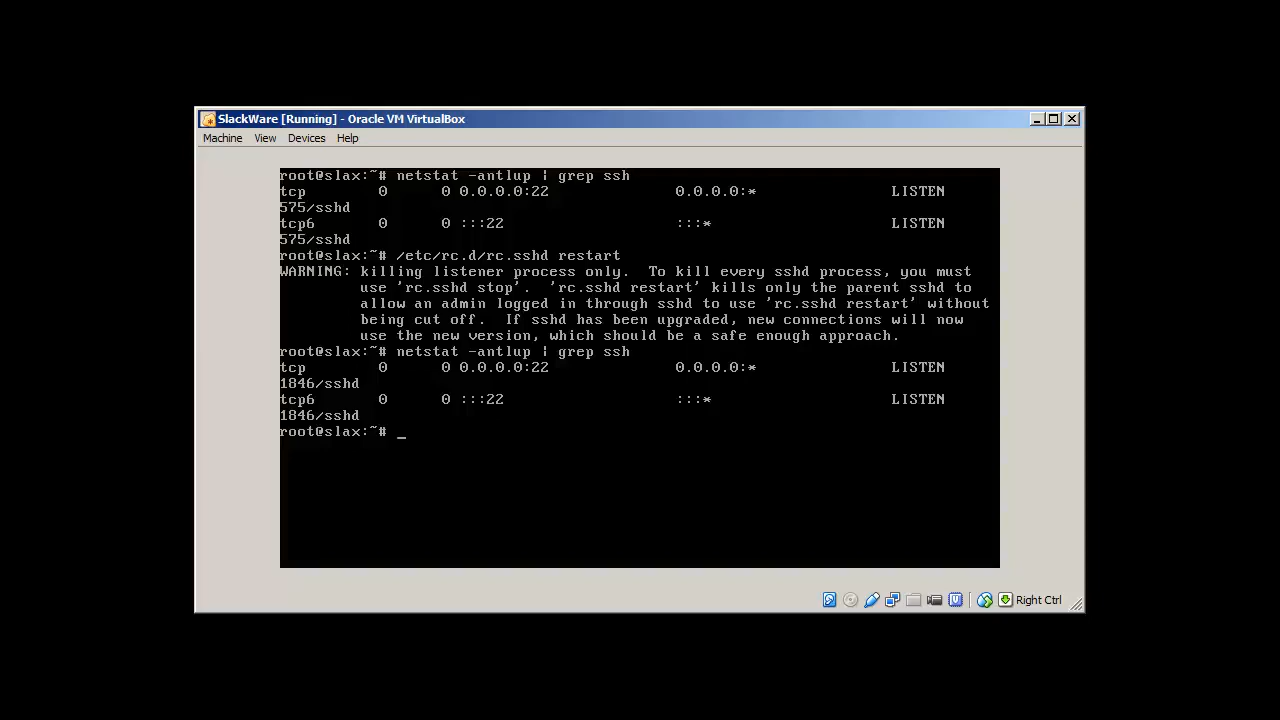 SlackWare [Running] - Oracle VM VirtualBox
Machine View Devices Help
root@slax:~# netstat -antlup | grep ssh
tcp 0 0 0.0.0.0:22 0.0.0.0:* LISTEN
575/sshd
tcp6 0 0 :::22 :::* LISTEN
575/sshd
root@slax:~# /etc/rc.d/rc.sshd restart
WARNING: killing listener process only.  To kill every sshd process, you must
use 'rc.sshd stop'.  'rc.sshd restart' kills only the parent sshd to
allow an admin logged in through sshd to use 'rc.sshd restart' without
being cut off.  If sshd has been upgraded, new connections will now
use the new version, which should be a safe enough approach.
root@slax:~# netstat -antlup | grep ssh
tcp 0 0 0.0.0.0:22 0.0.0.0:* LISTEN
1846/sshd
tcp6 0 0 :::22 :::* LISTEN
1846/sshd
root@slax:~# _
Right Ctrl